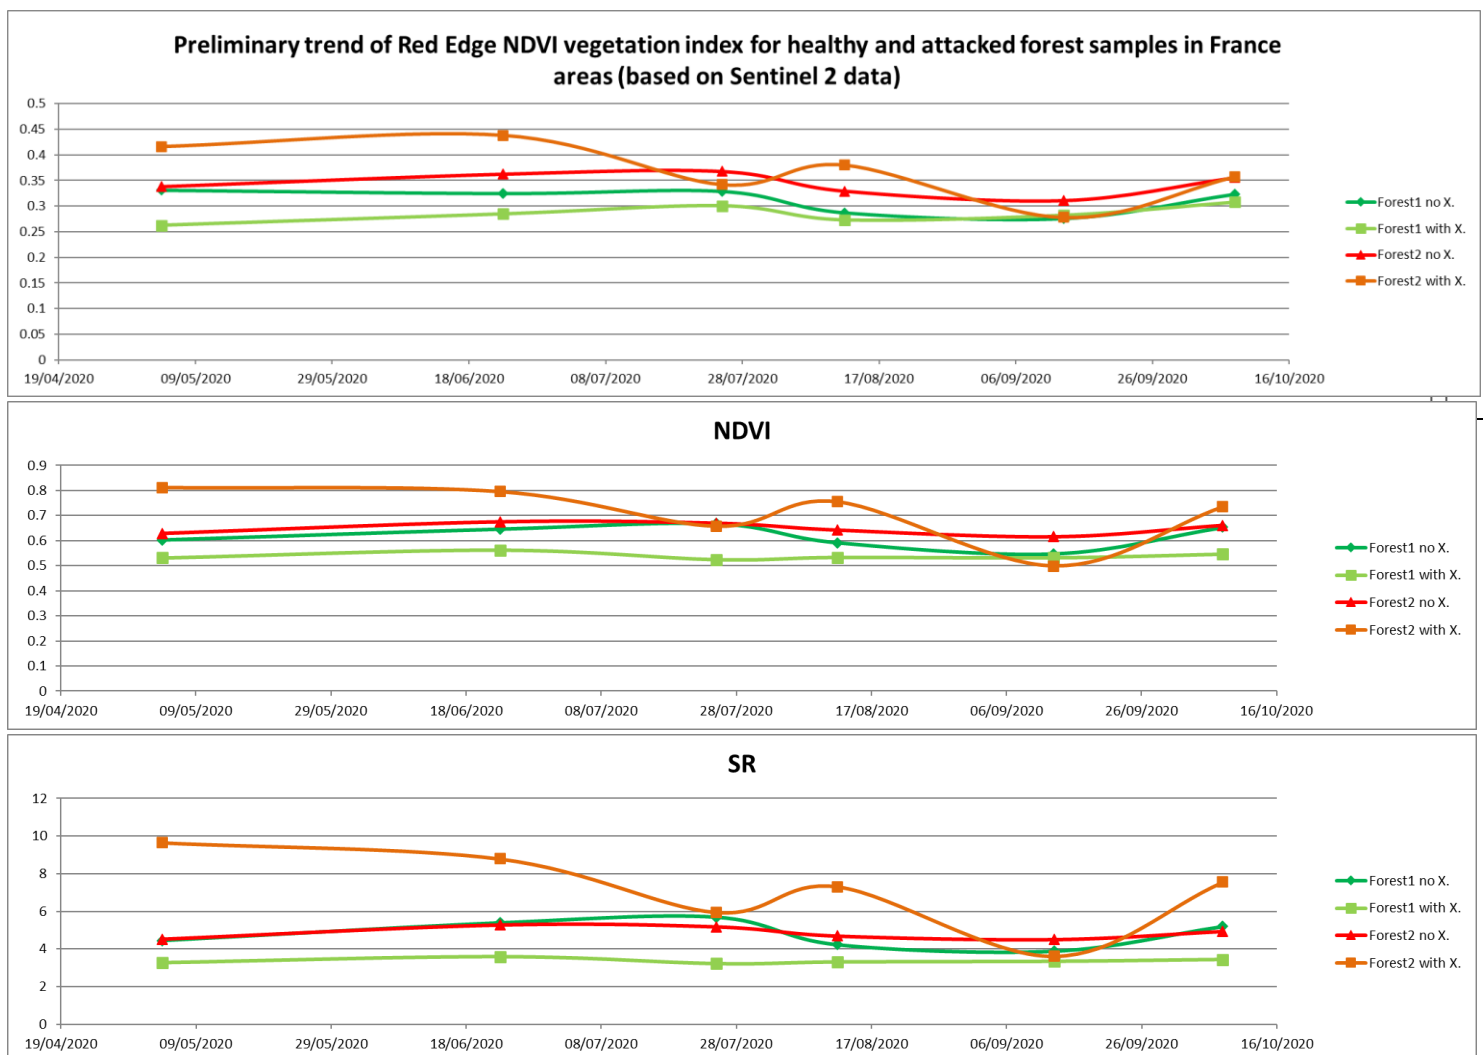 Preliminary trend of Red Edge NDVI vegetation index for healthy and attacked forest samples in France
areas (based on Sentinel 2 data)
0.5
0.45
0.4
0.35
0.3
0.25
0.2
0.15
0.1
0.05
0
19/04/2020 09/05/2020 29/05/2020 18/06/2020 08/07/2020 28/07/2020 17/08/2020 06/09/2020 26/09/2020 16/10/2020
Forest1 no X.
Forest1 with X.
Forest2 no X.
Forest2 with X.
NDVI
0.9
0.8
0.7
0.6
0.5
0.4
0.3
0.2
0.1
0
19/04/2020 09/05/2020 29/05/2020 18/06/2020 08/07/2020 28/07/2020 17/08/2020 06/09/2020 26/09/2020 16/10/2020
Forest1 no X.
Forest1 with X.
Forest2 no X.
Forest2 with X.
SR
12
10
8
6
4
2
0
19/04/2020 09/05/2020 29/05/2020 18/06/2020 08/07/2020 28/07/2020 17/08/2020 06/09/2020 26/09/2020 16/10/2020
Forest1 no X.
Forest1 with X.
Forest2 no X.
Forest2 with X.